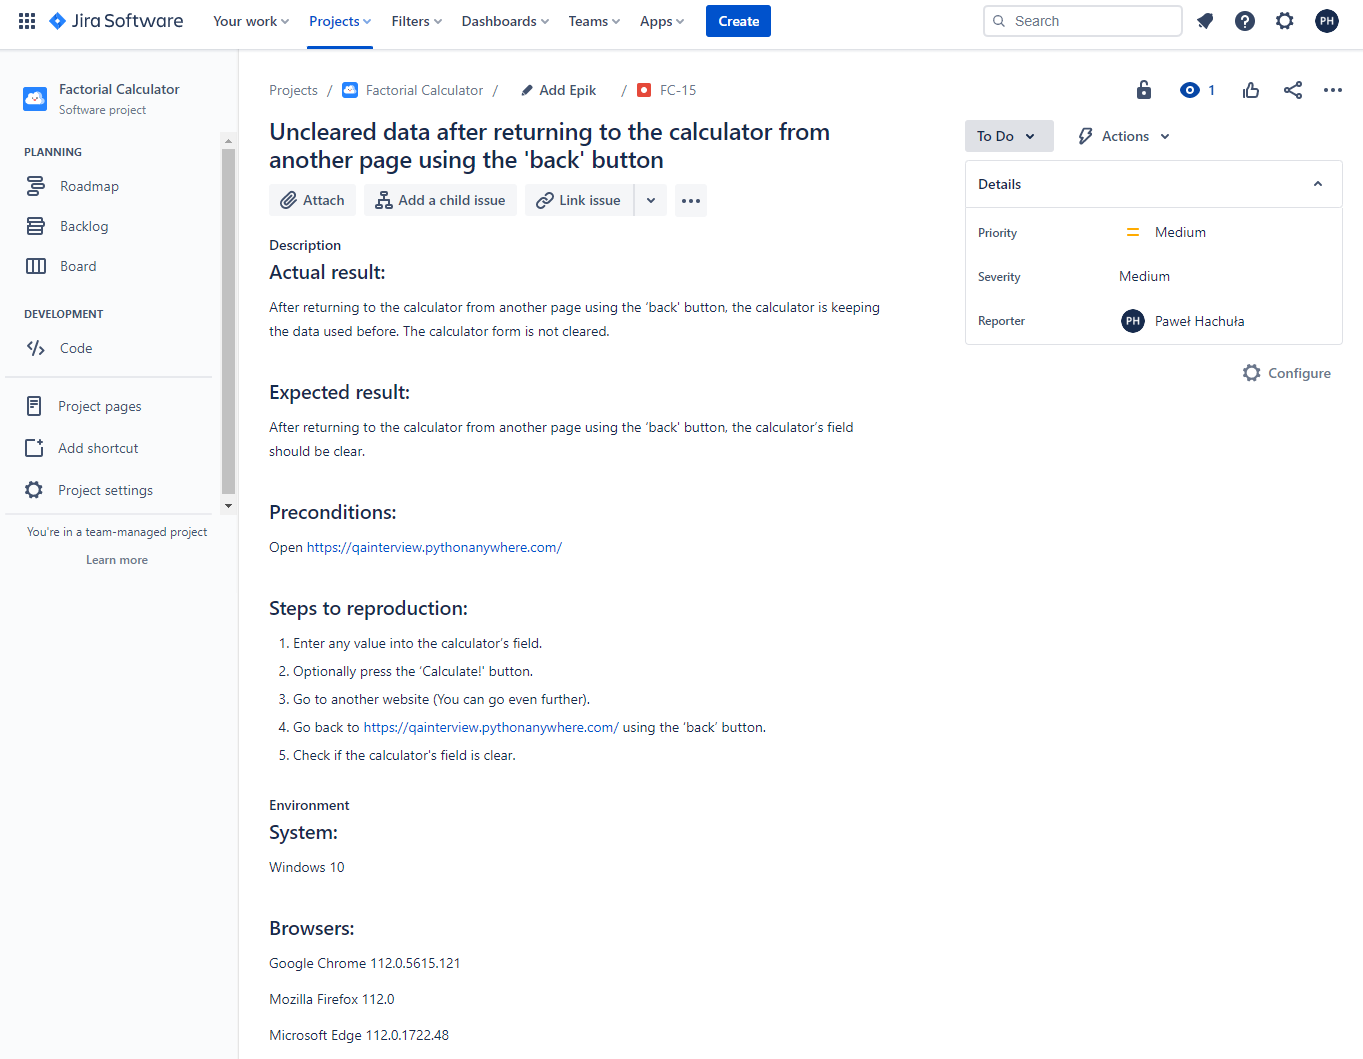 Jira Software
Your work
Projects
Filters
Dashboards
Teams
Apps
Create
Search
PH
Factorial Calculator
Software project
PLANNING
Roadmap
Backlog
Board
DEVELOPMENT
Code
Project pages
Add shortcut
Project settings
You're in a team-managed project
Learn more
Projects / Factorial Calculator / Add Epik / FC-15
1
Uncleared data after returning to the calculator from
another page using the 'back' button
Attach
Add a child issue
Link issue
Description
Actual result:
After returning to the calculator from another page using the ‘back’ button, the calculator is keeping
the data used before. The calculator form is not cleared.
Expected result:
After returning to the calculator from another page using the ‘back’ button, the calculator’s field
should be clear.
Preconditions:
Open https://qainterview.pythonanywhere.com/
Steps to reproduction:
1. Enter any value into the calculator’s field.
2. Optionally press the ‘Calculate!’ button.
3. Go to another website (You can go even further).
4. Go back to https://qainterview.pythonanywhere.com/ using the ‘back’ button.
5. Check if the calculator's field is clear.
Environment
System:
Windows 10
Browsers:
Google Chrome 112.0.5615.121
Mozilla Firefox 112.0
Microsoft Edge 112.0.1722.48
To Do
Actions
Details
Priority
Medium
Severity
Medium
Reporter
PH
Paweł Hachuła
Configure